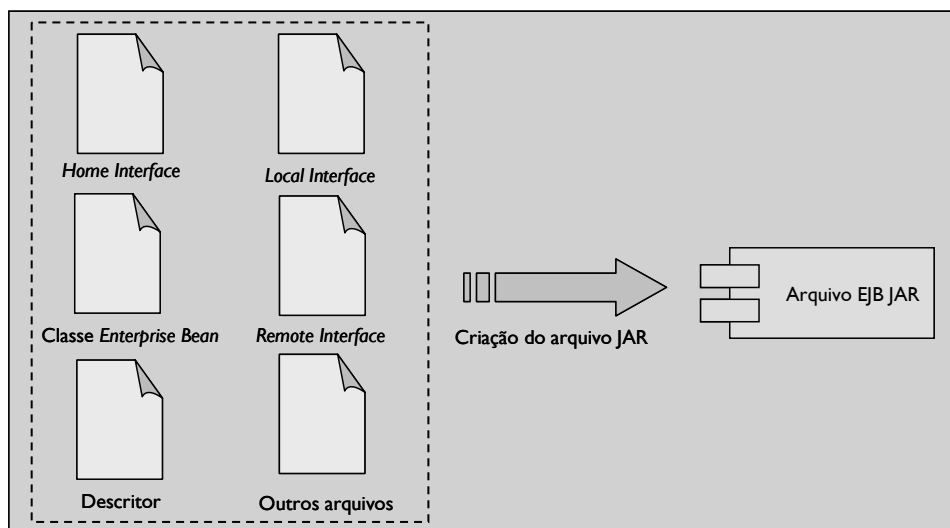 Home Interface
Local Interface
Classe Enterprise Bean
Remote Interface
Criação do arquivo JAR
Arquivo EJB JAR
Descritor
Outros arquivos